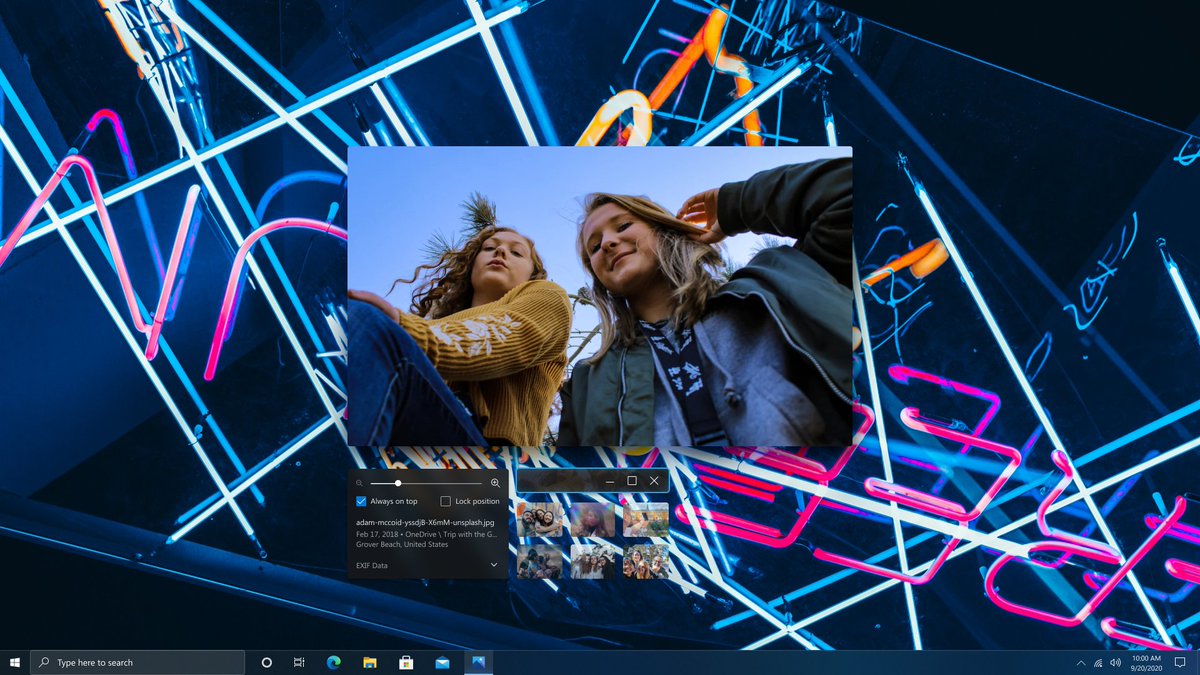 Always on top
Lock position
adam-mccoid-yssdjB-X6mM-unsplash.jpg
Feb 17, 2018 • OneDrive \ Trip with the G...
Grover Beach, United States
EXIF Data
Type here to search
10:00 AM
9/20/2020